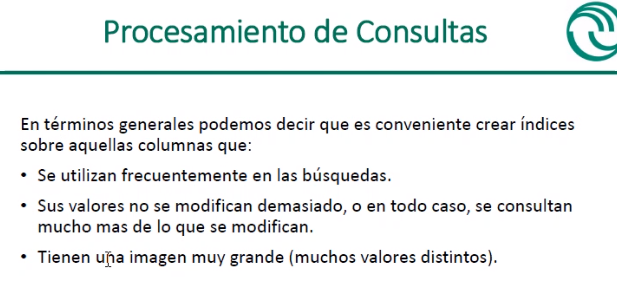 Procesamiento de Consultas
En términos generales podemos decir que es conveniente crear índices
sobre aquellas columnas que:
• Se utilizan frecuentemente en las búsquedas.
• Sus valores no se modifican demasiado, o en todo caso, se consultan
mucho mas de lo que se modifican.
• Tienen una imagen muy grande (muchos valores distintos).